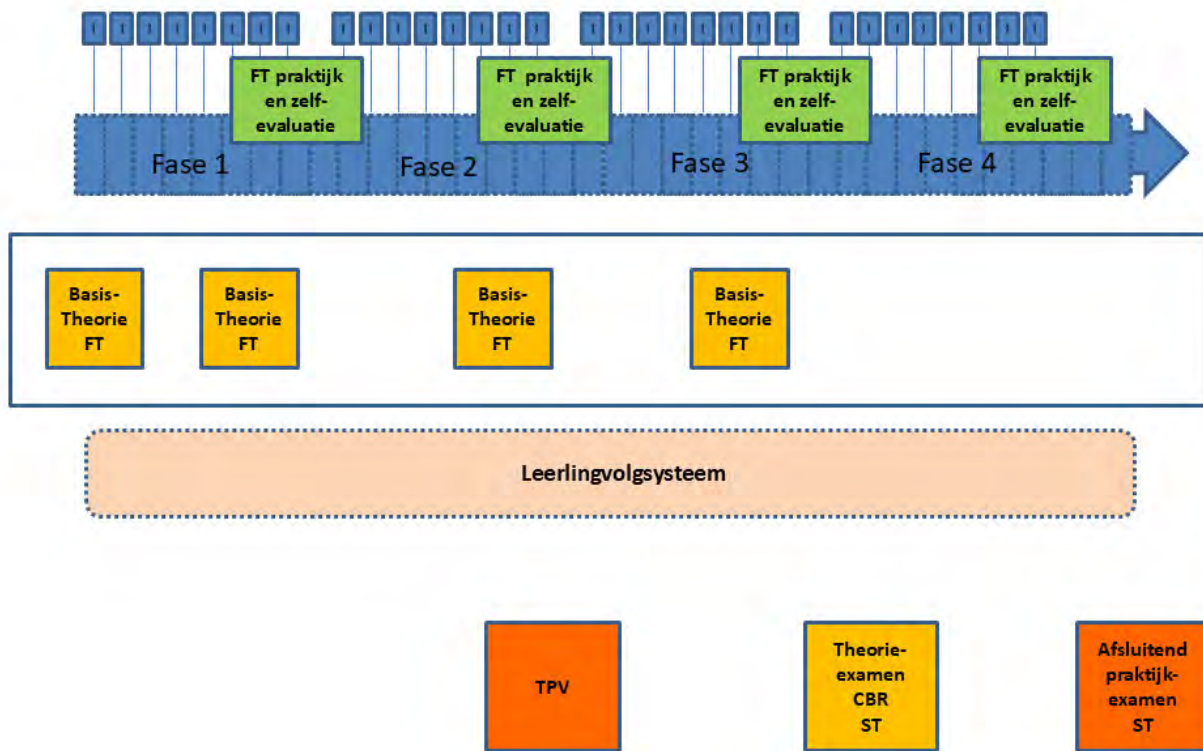 I I I I I I I I I I I I I I I I I I I I I I I I I I I I I I I I
FT praktijk
en zelf-
evaluatie
FT praktijk
en zelf-
evaluatie
FT praktijk
en zelf-
evaluatie
FT praktijk
en zelf-
evaluatie
Fase 1
Fase 2
Fase 3
Fase 4
Basis-
Theorie
FT
Basis-
Theorie
FT
Basis-
Theorie
FT
Basis-
Theorie
FT
Leerlingvolgsysteem
TPV
Theorie-
examen
CBR
ST
Afsluitend
praktijk-
examen
ST